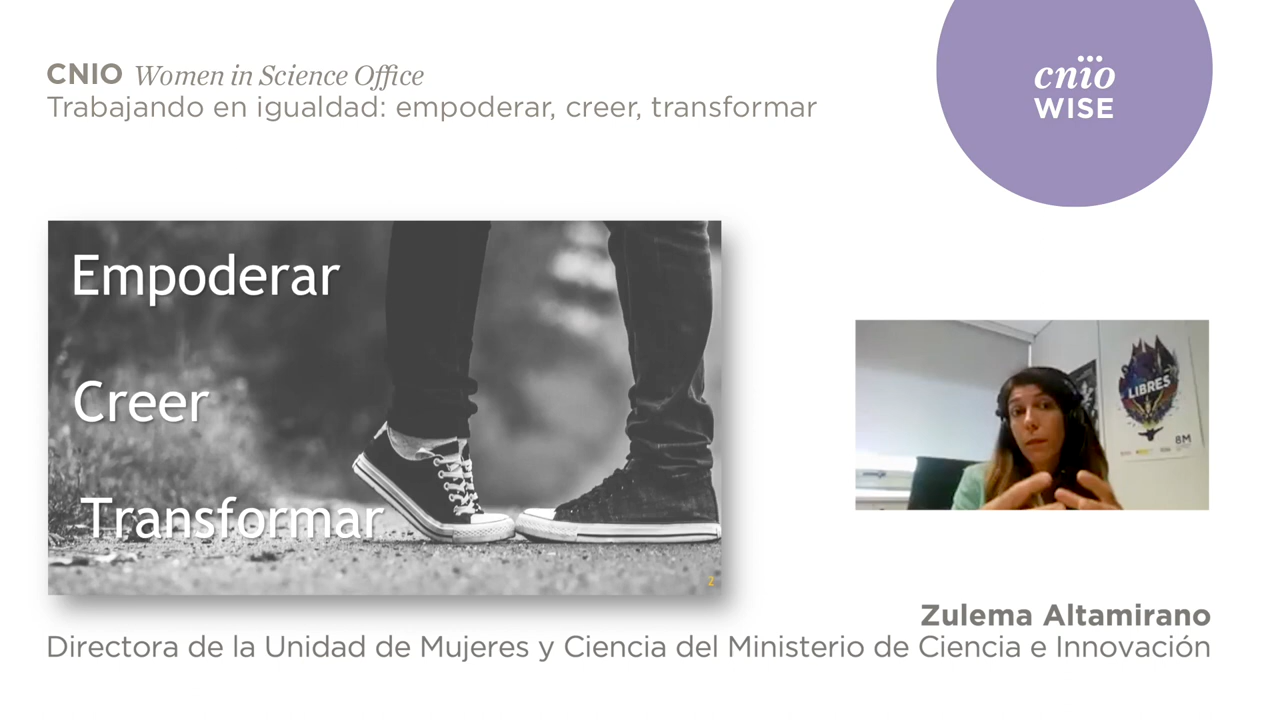 CNIO Women in Science Office
Trabajando en igualdad: empoderar, creer, transformar
cnio
WISE
Empoderar
Creer
Transformar
2
LIBRES
8M
Zulema Altamirano
Directora de la Unidad de Mujeres y Ciencia del Ministerio de Ciencia e Innovación